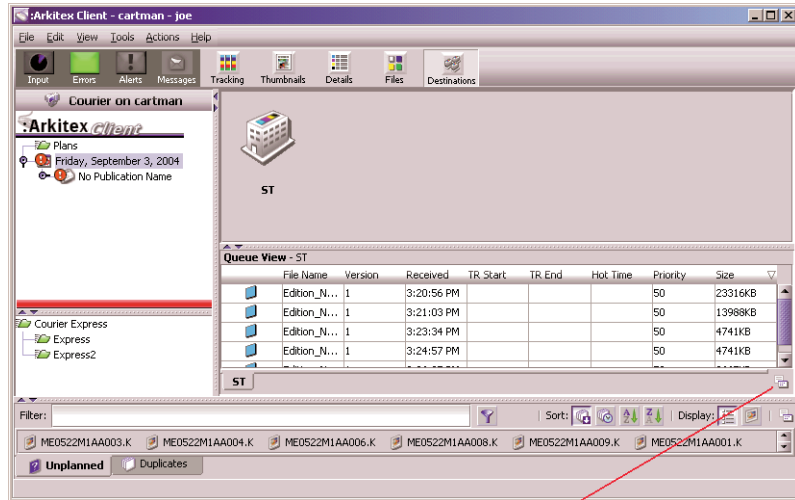 :Arkitex Client - cartman - joe
File Edit View Tools Actions Help
Input Errors Alerts Messages Tracking Thumbnails Details Files Destinations
Courier on cartman
:Arkitex Client
Plans
Friday, September 3, 2004
No Publication Name
ST
Queue View - ST
File Name Version Received TR Start TR End Hot Time Priority Size
Edition_N... 1 3:20:56 PM 50 23316KB
Edition_N... 1 3:21:03 PM 50 13988KB
Edition_N... 1 3:23:34 PM 50 4741KB
Edition_N... 1 3:24:57 PM 50 4741KB
Courier Express
Express
Express2
ST
Filter: Sort: Display:
ME0522M1AA003.K ME0522M1AA004.K ME0522M1AA006.K ME0522M1AA008.K ME0522M1AA009.K ME0522M1AA001.K
Unplanned Duplicates